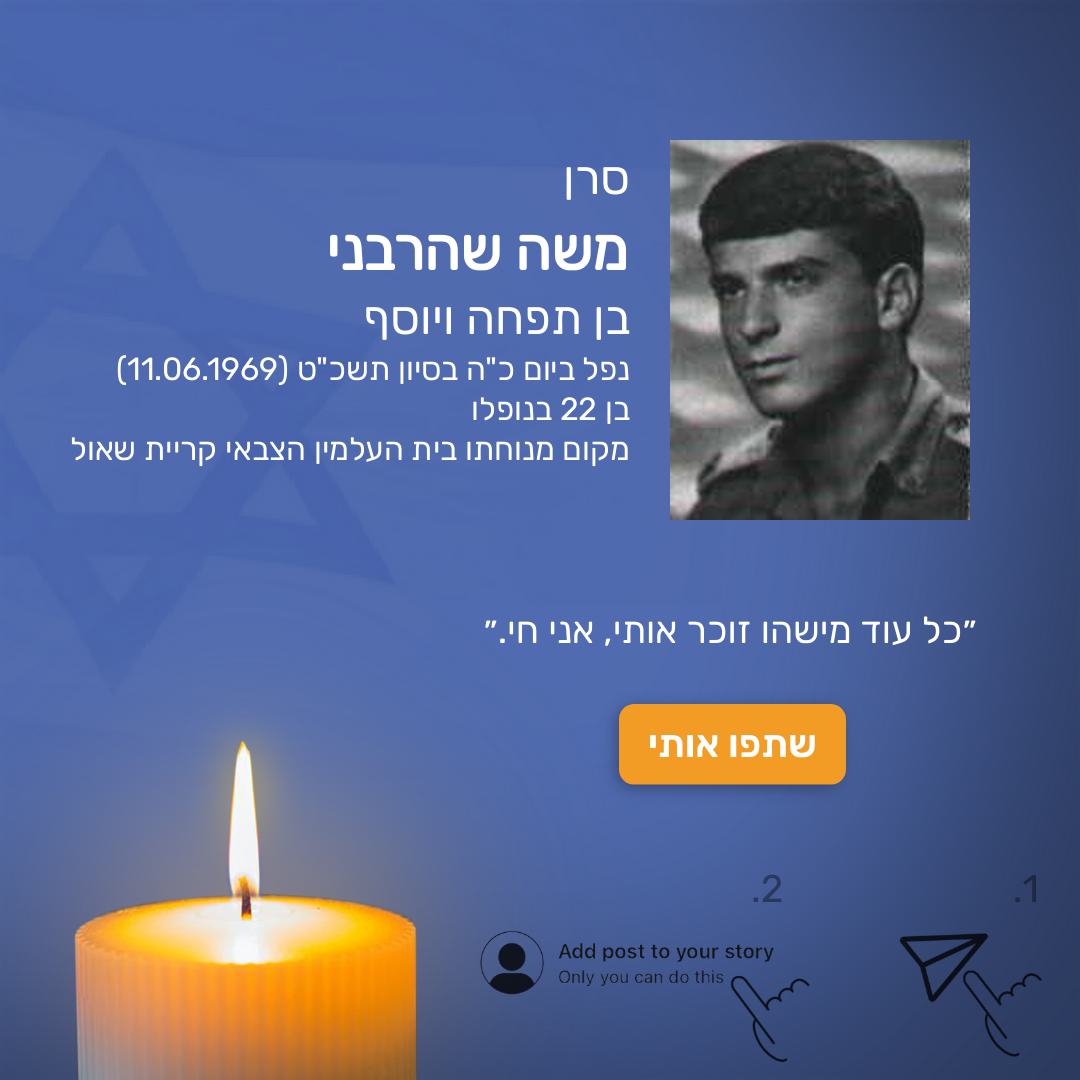 סרן
משה שהרבני
בן תפחה ויוסף
נפל ביום כ"ה בסיון תשכ"ט (11.06.1969)
בן 22 בנופלו
מקום מנוחתו בית העלמין הצבאי קריית שאול
"כל עוד מישהו זוכר אותי, אני חי."
שתפו אותי
1.
2.
Add post to your story
Only you can do this